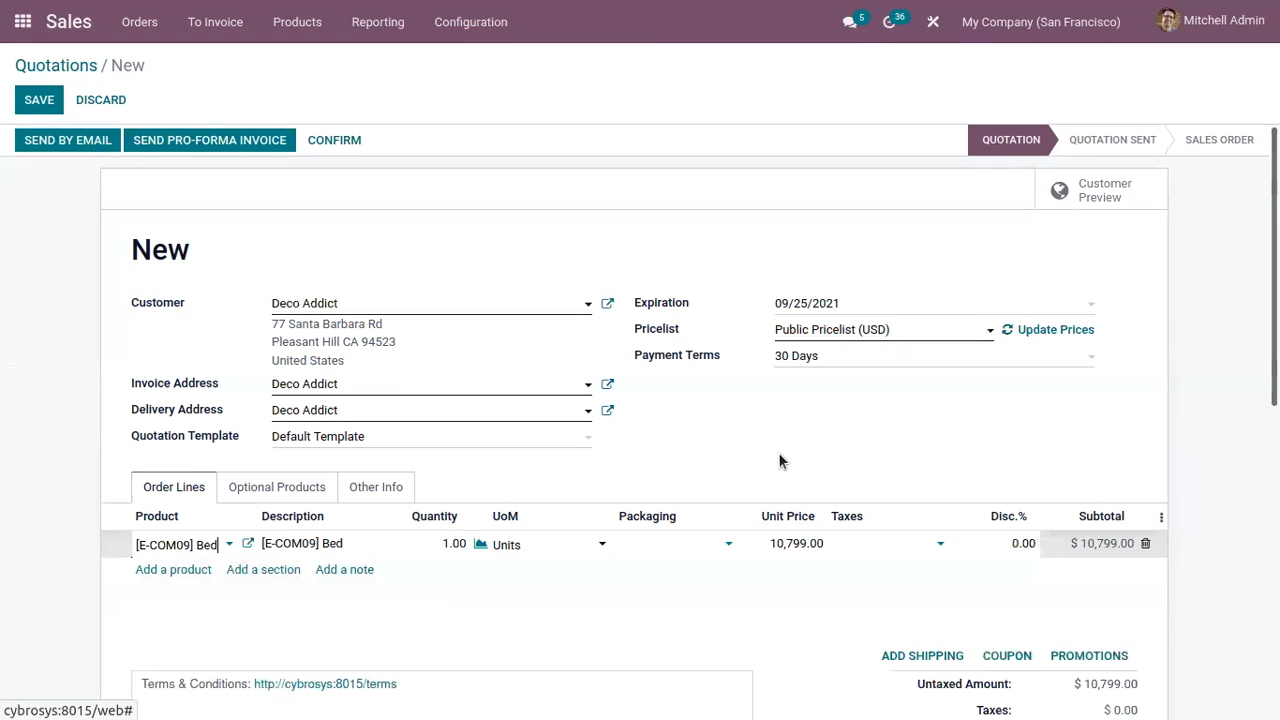 Sales Orders To Invoice Products Reporting Configuration 5 36 My Company (San Francisco) Mitchell Admin
Quotations / New
SAVE DISCARD
SEND BY EMAIL SEND PRO-FORMA INVOICE CONFIRM QUOTATION QUOTATION SENT SALES ORDER
Customer
Preview
New
Customer Deco Addict Expiration 09/25/2021
77 Santa Barbara Rd Pricelist Public Pricelist (USD) Update Prices
Pleasant Hill CA 94523 Payment Terms 30 Days
United States
Invoice Address Deco Addict
Delivery Address Deco Addict
Quotation Template Default Template
Order Lines Optional Products Other Info
Product Description Quantity UoM Packaging Unit Price Taxes Disc.% Subtotal
[E-COM09] Bed [E-COM09] Bed 1.00 Units 10,799.00 0.00 $ 10,799.00
Add a product Add a section Add a note
ADD SHIPPING COUPON PROMOTIONS
Terms & Conditions: http://cybrosys:8015/terms Untaxed Amount: $ 10,799.00
Taxes: $ 0.00
cybrosys:8015/web#